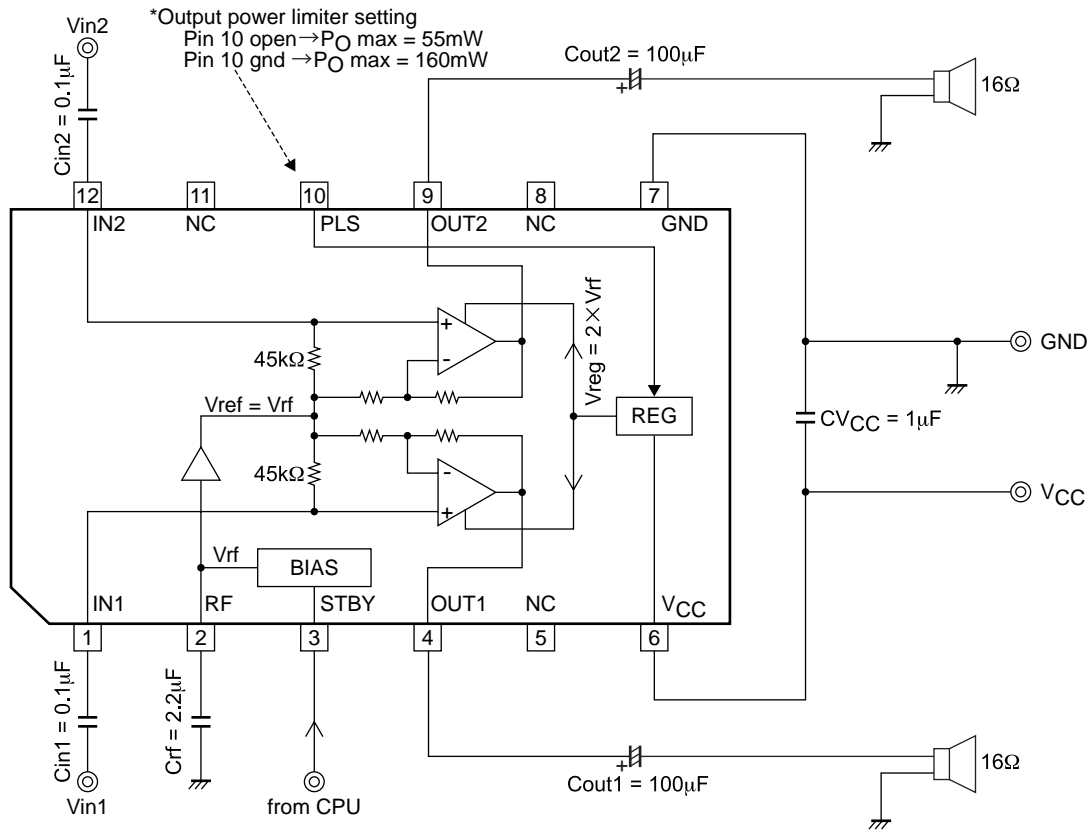 Vin2
*Output power limiter setting
Pin 10 open→PO max = 55mW
Pin 10 gnd →PO max = 160mW
Cin2 = 0.1μF
Cout2 = 100μF
+
16Ω
12
11
10
9
8
7
IN2
NC
PLS
OUT2
NC
GND
+
-
45kΩ
Vreg = 2×Vrf
Vref = Vrf
REG
GND
CVCC = 1μF
45kΩ
-
+
VCC
Vrf
BIAS
IN1
RF
STBY
OUT1
NC
VCC
1
2
3
4
5
6
Cin1 = 0.1μF
Crf = 2.2μF
+
16Ω
Cout1 = 100μF
Vin1
from CPU